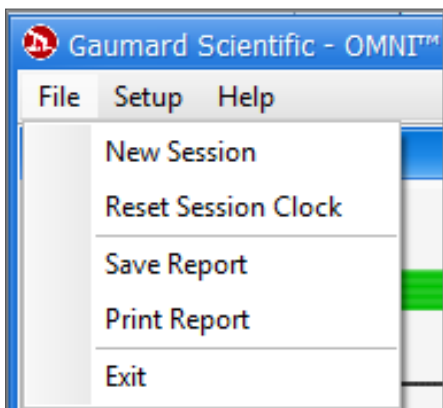 Gaumard Scientific - OMNI™
File Setup Help
New Session
Reset Session Clock
Save Report
Print Report
Exit